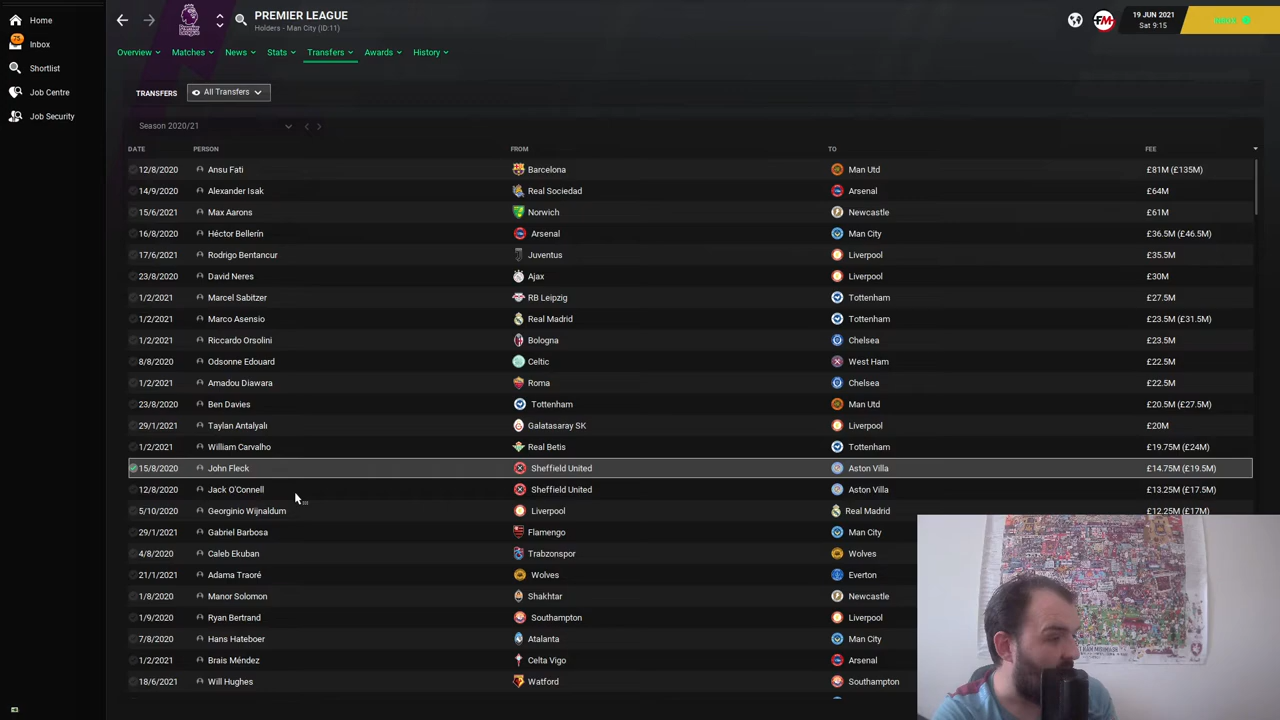 Home
75
Inbox
Shortlist
Job Centre
Job Security
PREMIER LEAGUE
Holders - Man City (ID:11)
FM
19 JUN 2021
Sat 9:15
Overview Matches News Stats Transfers Awards History
TRANSFERS All Transfers
Season 2020/21
DATE PERSON FROM TO FEE
12/8/2020 Ansu Fati Barcelona Man Utd £81M (£135M)
14/9/2020 Alexander Isak Real Sociedad Arsenal £64M
15/6/2021 Max Aarons Norwich Newcastle £61M
16/8/2020 Héctor Bellerín Arsenal Man City £36.5M (£46.5M)
17/6/2021 Rodrigo Bentancur Juventus Liverpool £35.5M
23/8/2020 David Neres Ajax Liverpool £30M
1/2/2021 Marcel Sabitzer RB Leipzig Tottenham £27.5M
1/2/2021 Marco Asensio Real Madrid Tottenham £23.5M (£31.5M)
1/2/2021 Riccardo Orsolini Bologna Chelsea £23.5M
8/8/2020 Odsonne Edouard Celtic West Ham £22.5M
1/2/2021 Amadou Diawara Roma Chelsea £22.5M
23/8/2020 Ben Davies Tottenham Man Utd £20.5M (£27.5M)
29/1/2021 Taylan Antalyali Galatasaray SK Liverpool £20M
1/2/2021 William Carvalho Real Betis Tottenham £19.75M (£24M)
15/8/2020 John Fleck Sheffield United Aston Villa £14.75M (£19.5M)
12/8/2020 Jack O'Connell Sheffield United Aston Villa £13.25M (£17.5M)
5/10/2020 Georginio Wijnaldum Liverpool Real Madrid £12.25M (£17M)
29/1/2021 Gabriel Barbosa Flamengo Man City
4/8/2020 Caleb Ekuban Trabzonspor Wolves
21/1/2021 Adama Traoré Wolves Everton
1/8/2020 Manor Solomon Shakhtar Newcastle
1/9/2020 Ryan Bertrand Southampton Liverpool
7/8/2020 Hans Hateboer Atalanta Man City
1/2/2021 Brais Méndez Celta Vigo Arsenal
18/6/2021 Will Hughes Watford Southampton